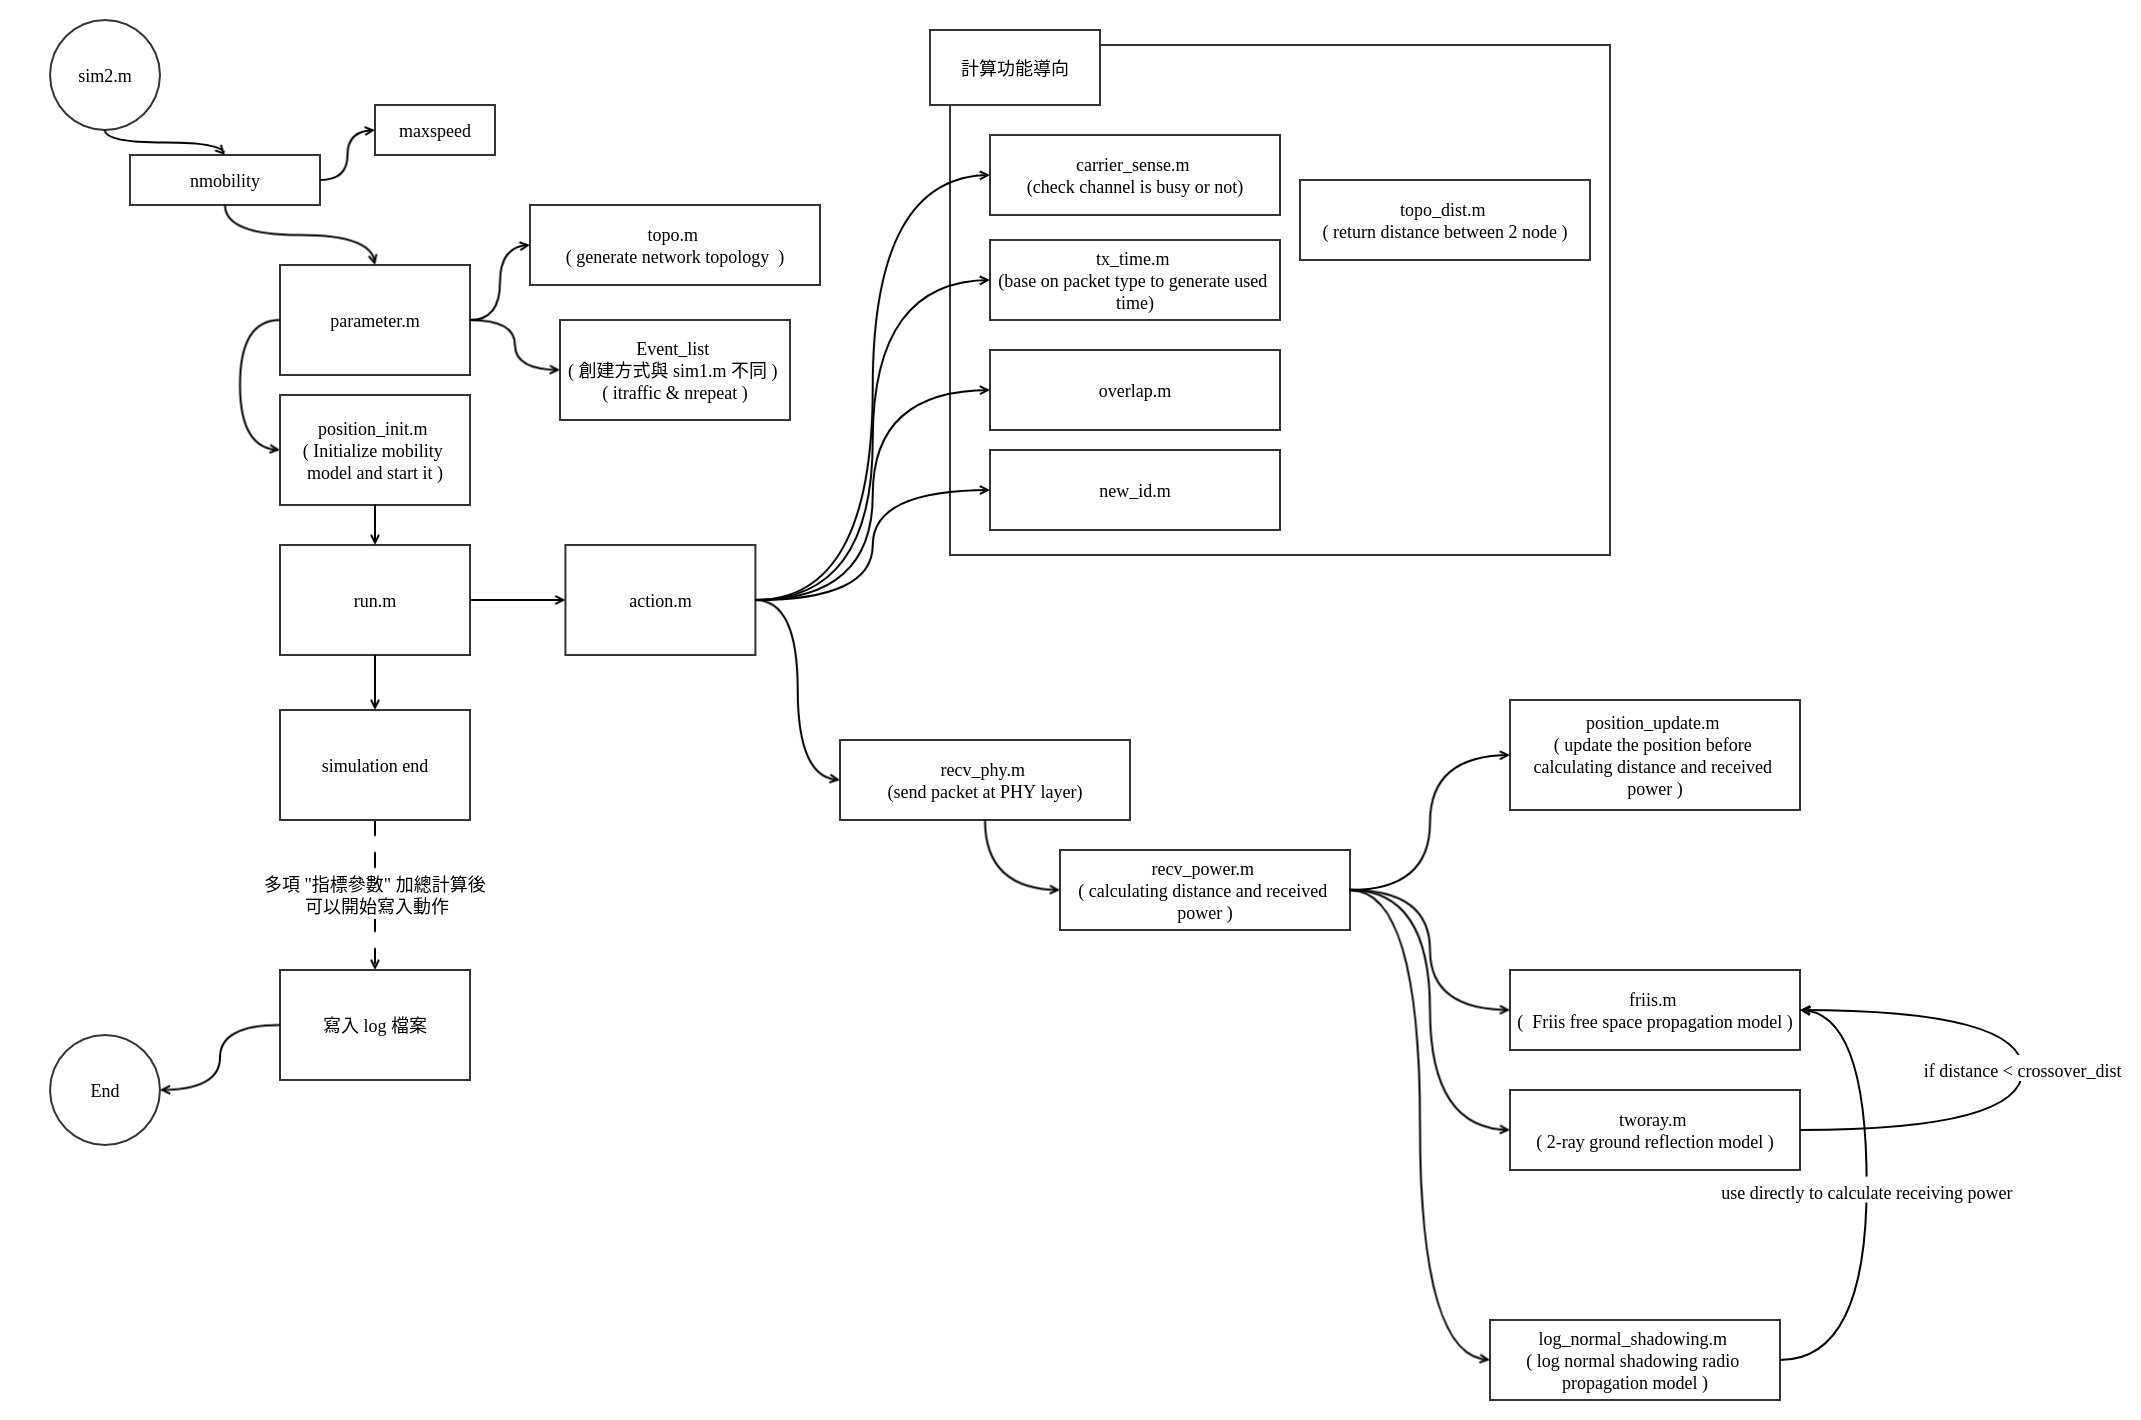 sim2.m
nmobility
maxspeed
parameter.m
topo.m
( generate network topology  )
Event_list
( 創建方式與 sim1.m 不同 )
( itraffic & nrepeat )
position_init.m
( Initialize mobility
model and start it )
run.m
action.m
simulation end
多項 "指標參數" 加總計算後
可以開始寫入動作
寫入 log 檔案
End
計算功能導向
carrier_sense.m
(check channel is busy or not)
topo_dist.m
( return distance between 2 node )
tx_time.m
(base on packet type to generate used
time)
overlap.m
new_id.m
recv_phy.m
(send packet at PHY layer)
recv_power.m
( calculating distance and received
power )
position_update.m
( update the position before
calculating distance and received
power )
friis.m
(  Friis free space propagation model )
if distance < crossover_dist
tworay.m
( 2-ray ground reflection model )
use directly to calculate receiving power
log_normal_shadowing.m
( log normal shadowing radio
propagation model )